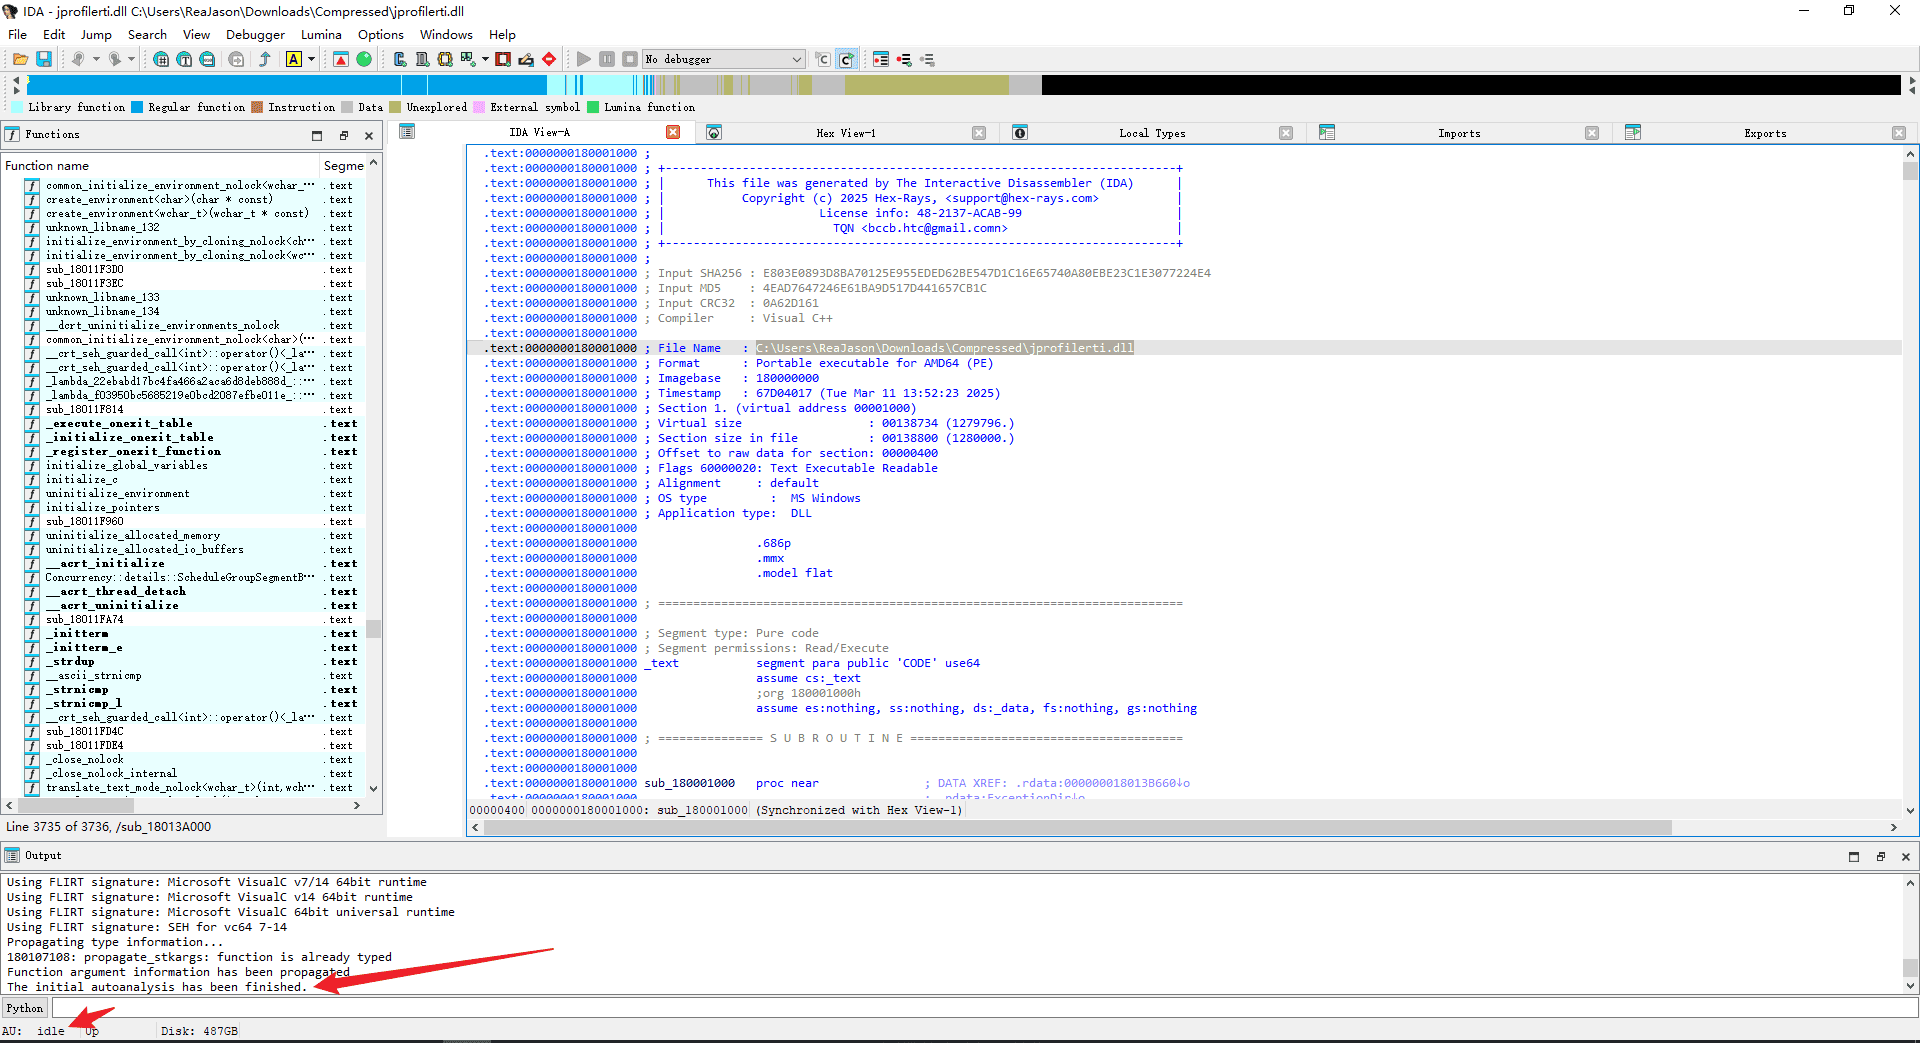 IDA - jprofilerti.dll C:\Users\ReaJason\Downloads\Compressed\jprofilerti.dll
File Edit Jump Search View Debugger Lumina Options Windows Help
No debugger
Library function Regular function Instruction Data Unexplored External symbol Lumina function
Functions
Function name Segme
common_initialize_environment_nolock<wchar_⋯ .text
create_environment<char>(char * const) .text
create_environment<wchar_t>(wchar_t * const) .text
unknown_libname_132 .text
initialize_environment_by_cloning_nolock<ch⋯ .text
initialize_environment_by_cloning_nolock<wc⋯ .text
sub_18011F3D0 .text
sub_18011F3EC .text
unknown_libname_133 .text
unknown_libname_134 .text
__dcrt_uninitialize_environments_nolock .text
common_initialize_environment_nolock<char>(⋯ .text
__crt_seh_guarded_call<int>::operator()<_la⋯ .text
__crt_seh_guarded_call<int>::operator()<_la⋯ .text
_lambda_22ebabd17bc4fa466a2aca6d8deb888d_::⋯ .text
_lambda_f03950bc5685219e0bcd2087efbe011e_::⋯ .text
sub_18011F814 .text
_execute_onexit_table .text
_initialize_onexit_table .text
_register_onexit_function .text
initialize_global_variables .text
initialize_c .text
uninitialize_environment .text
initialize_pointers .text
sub_18011F960 .text
uninitialize_allocated_memory .text
uninitialize_allocated_io_buffers .text
__acrt_initialize .text
Concurrency::details::ScheduleGroupSegmentB⋯ .text
__acrt_thread_detach .text
__acrt_uninitialize .text
sub_18011FA74 .text
_initterm .text
_initterm_e .text
_strdup .text
__ascii_strnicmp .text
_strnicmp .text
_strnicmp_l .text
__crt_seh_guarded_call<int>::operator()<_la⋯ .text
sub_18011FD4C .text
sub_18011FDE4 .text
_close_nolock .text
_close_nolock_internal .text
translate_text_mode_nolock<wchar_t>(int,wch⋯ .text
Line 3735 of 3736, /sub_18013A000
IDA View-A Hex View-1 Local Types Imports Exports
.text:0000000180001000 ;
.text:0000000180001000 ; +-------------------------------------------------------------------------+
.text:0000000180001000 ; | This file was generated by The Interactive Disassembler (IDA) |
.text:0000000180001000 ; | Copyright (c) 2025 Hex-Rays, <support@hex-rays.com> |
.text:0000000180001000 ; | License info: 48-2137-ACAB-99 |
.text:0000000180001000 ; | TQN <bccb.htc@gmail.comn> |
.text:0000000180001000 ; +-------------------------------------------------------------------------+
.text:0000000180001000 ;
.text:0000000180001000 ; Input SHA256 : E803E0893D8BA70125E955EDED62BE547D1C16E65740A80EBE23C1E3077224E4
.text:0000000180001000 ; Input MD5 : 4EAD7647246E61BA9D517D441657CB1C
.text:0000000180001000 ; Input CRC32 : 0A62D161
.text:0000000180001000 ; Compiler : Visual C++
.text:0000000180001000
.text:0000000180001000 ; File Name : C:\Users\ReaJason\Downloads\Compressed\jprofilerti.dll
.text:0000000180001000 ; Format : Portable executable for AMD64 (PE)
.text:0000000180001000 ; Imagebase : 180000000
.text:0000000180001000 ; Timestamp : 67D04017 (Tue Mar 11 13:52:23 2025)
.text:0000000180001000 ; Section 1. (virtual address 00001000)
.text:0000000180001000 ; Virtual size : 00138734 (1279796.)
.text:0000000180001000 ; Section size in file : 00138800 (1280000.)
.text:0000000180001000 ; Offset to raw data for section: 00000400
.text:0000000180001000 ; Flags 60000020: Text Executable Readable
.text:0000000180001000 ; Alignment : default
.text:0000000180001000 ; OS type : MS Windows
.text:0000000180001000 ; Application type: DLL
.text:0000000180001000
.text:0000000180001000 .686p
.text:0000000180001000 .mmx
.text:0000000180001000 .model flat
.text:0000000180001000
.text:0000000180001000 ; ===========================================================================
.text:0000000180001000
.text:0000000180001000 ; Segment type: Pure code
.text:0000000180001000 ; Segment permissions: Read/Execute
.text:0000000180001000 _text segment para public 'CODE' use64
.text:0000000180001000 assume cs:_text
.text:0000000180001000 ;org 180001000h
.text:0000000180001000 assume es:nothing, ss:nothing, ds:_data, fs:nothing, gs:nothing
.text:0000000180001000
.text:0000000180001000 ; =============== S U B R O U T I N E =======================================
.text:0000000180001000
.text:0000000180001000
.text:0000000180001000 sub_180001000 proc near ; DATA XREF: .rdata:000000018013B660↓o
.text:0000000180001000 ; .pdata:ExceptionDir↓o
00000400 0000000180001000: sub_180001000 (Synchronized with Hex View-1)
Output
Using FLIRT signature: Microsoft VisualC v7/14 64bit runtime
Using FLIRT signature: Microsoft VisualC v14 64bit runtime
Using FLIRT signature: Microsoft VisualC 64bit universal runtime
Using FLIRT signature: SEH for vc64 7-14
Propagating type information...
180107108: propagate_stkargs: function is already typed
Function argument information has been propagated
The initial autoanalysis has been finished.
Python
AU: idle Up Disk: 487GB